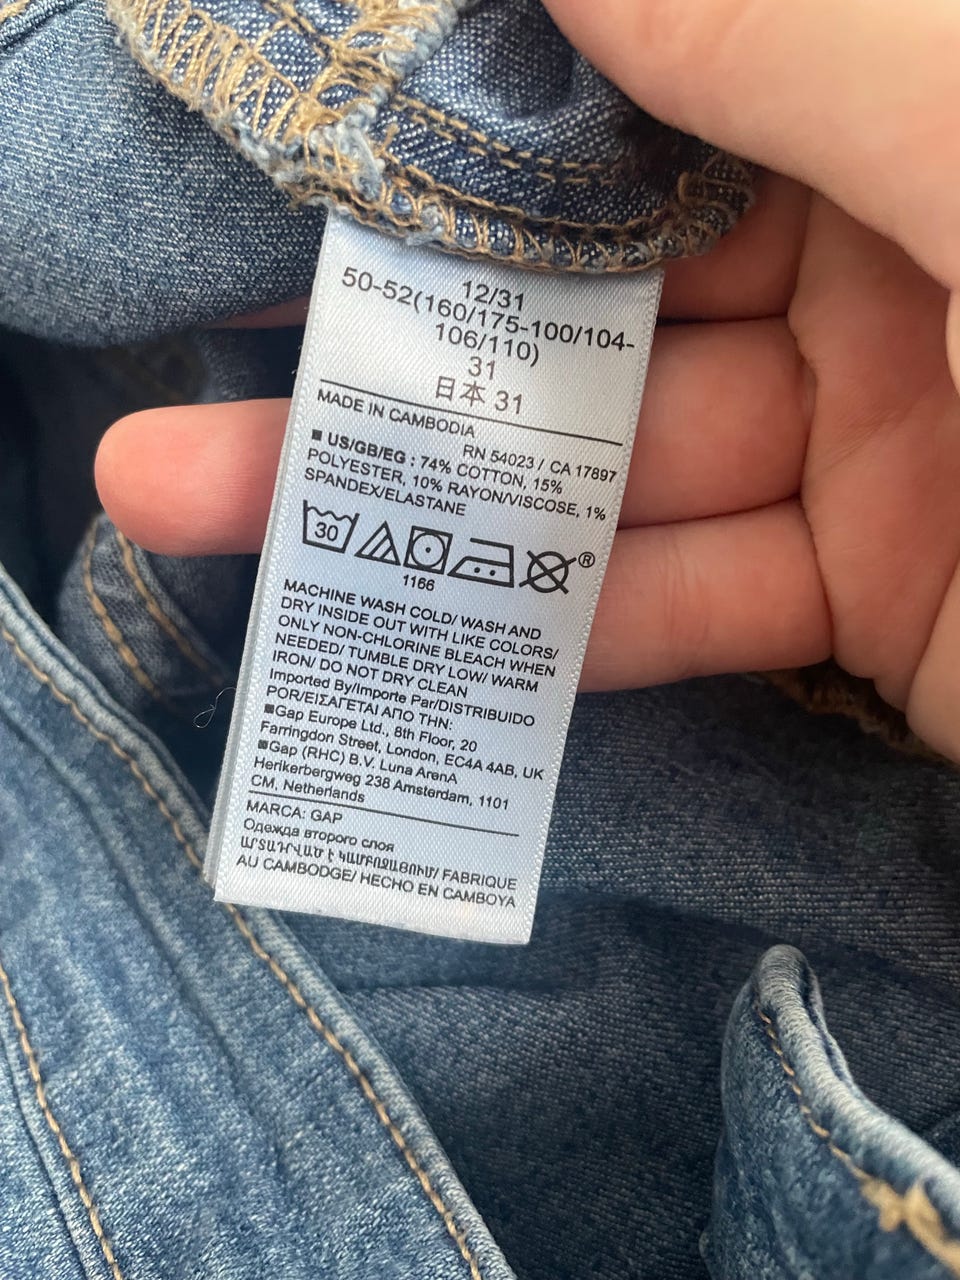 12/31
50-52(160/175-100/104-
106/110)
31
日本 31
MADE IN CAMBODIA
RN 54023 / CA 17897
■ US/GB/EG : 74% COTTON, 15%
POLYESTER, 10% RAYON/VISCOSE, 1%
SPANDEX/ELASTANE
30
®
1166
MACHINE WASH COLD/ WASH AND
DRY INSIDE OUT WITH LIKE COLORS/
ONLY NON-CHLORINE BLEACH WHEN
NEEDED/ TUMBLE DRY LOW/ WARM
IRON/ DO NOT DRY CLEAN
Imported By/Importe Par/DISTRIBUIDO
POR/ΕΙΣΑΓΕΤΑΙ ΑΠΟ ΤΗΝ:
■Gap Europe Ltd., 8th Floor, 20
Farringdon Street, London, EC4A 4AB, UK
■Gap (RHC) B.V. Luna ArenA
Herikerbergweg 238 Amsterdam, 1101
CM, Netherlands
MARCA: GAP
Одежда второго слоя
ԱՐՏԱԴՐՎԱԾ Է ԿԱՄԲՈՋԱՅՈՒՄ/ FABRIQUE
AU CAMBODGE/ HECHO EN CAMBOYA